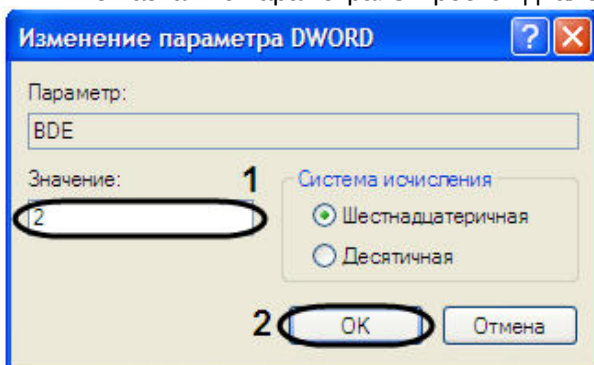 Изменение параметра DWORD
Параметр:
BDE
Значение: 1
2
Система исчисления
Шестнадцатеричная
Десятичная
2 OK Отмена